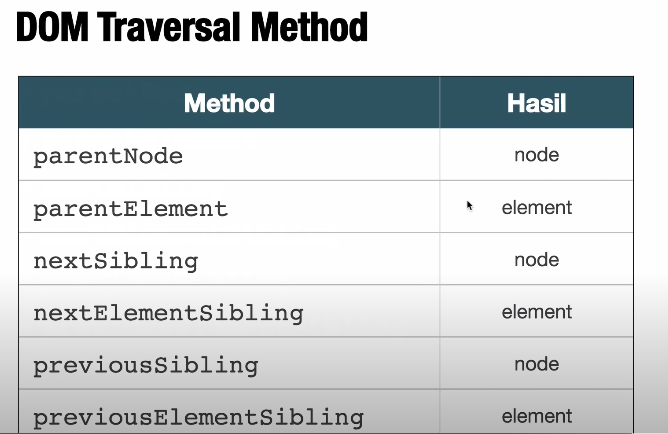 DOM Traversal Method
Method Hasil
parentNode node
parentElement element
nextSibling node
nextElementSibling element
previousSibling node
previousElementSibling element